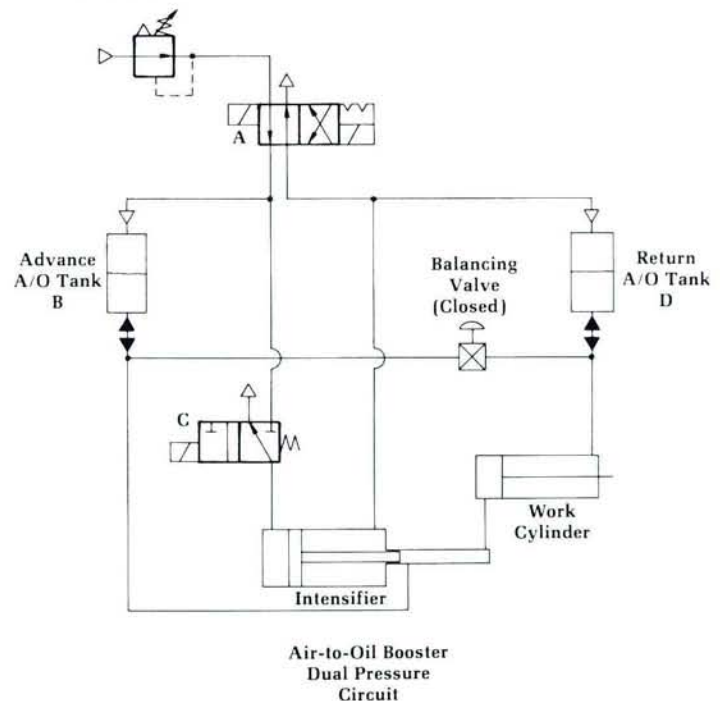 A
Advance
A/O Tank
B
Balancing
Valve
(Closed)
Return
A/O Tank
D
C
Work
Cylinder
Intensifier
Air-to-Oil Booster
Dual Pressure
Circuit